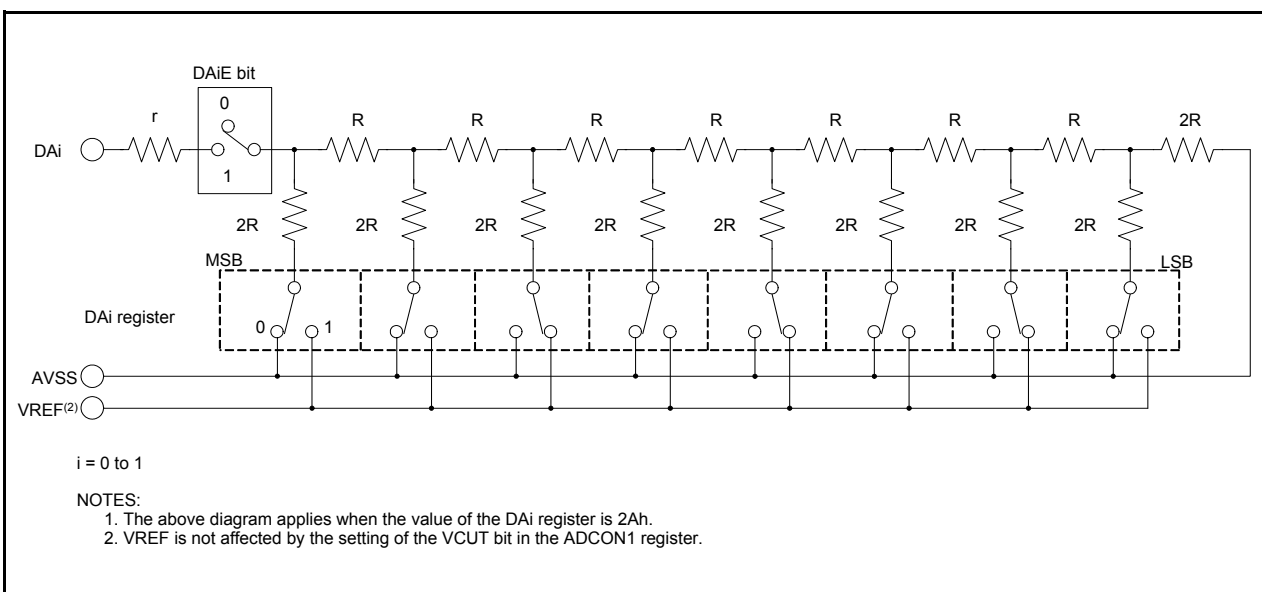 DAiE bit
0
1
r
DAi
R
R
R
R
R
R
R
2R
2R
2R
2R
2R
2R
2R
2R
2R
MSB
LSB
DAi register
0
1
AVSS
VREF(2)
i = 0 to 1
NOTES:
1. The above diagram applies when the value of the DAi register is 2Ah.
2. VREF is not affected by the setting of the VCUT bit in the ADCON1 register.